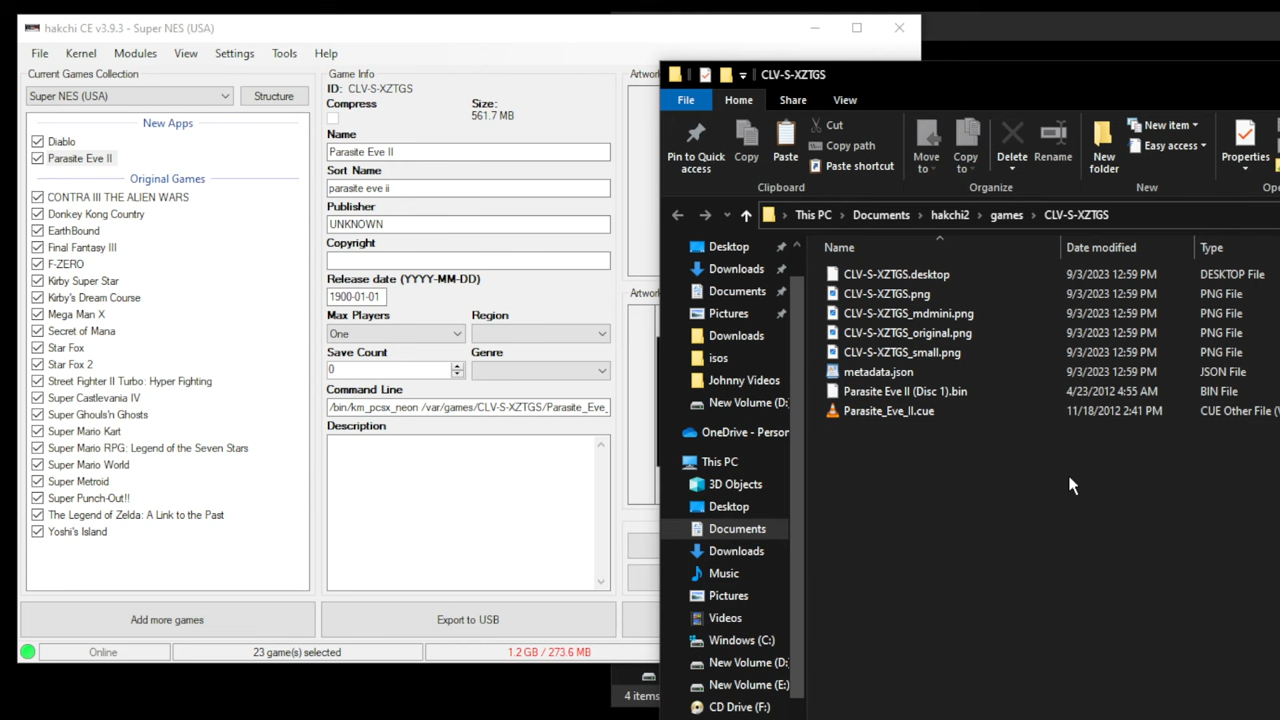 hakchi CE v3.9.3 - Super NES (USA)
File Kernel Modules View Settings Tools Help
Current Games Collection
Super NES (USA)
Structure
New Apps
Diablo
Parasite Eve II
Original Games
CONTRA III THE ALIEN WARS
Donkey Kong Country
EarthBound
Final Fantasy III
F-ZERO
Kirby Super Star
Kirby's Dream Course
Mega Man X
Secret of Mana
Star Fox
Star Fox 2
Street Fighter II Turbo: Hyper Fighting
Super Castlevania IV
Super Ghouls'n Ghosts
Super Mario Kart
Super Mario RPG: Legend of the Seven Stars
Super Mario World
Super Metroid
Super Punch-Out!!
The Legend of Zelda: A Link to the Past
Yoshi's Island
Add more games
Online
23 game(s) selected
1.2 GB / 273.6 MB
Game Info
ID: CLV-S-XZTGS
Compress
Size:
561.7 MB
Name
Parasite Eve II
Sort Name
parasite eve ii
Publisher
UNKNOWN
Copyright
Release date (YYYY-MM-DD)
1900-01-01
Max Players
Region
One
Save Count
Genre
0
Command Line
/bin/km_pcsx_neon /var/games/CLV-S-XZTGS/Parasite_Eve_
Description
Export to USB
Artwor
Artwor
4 items
CLV-S-XZTGS
File Home Share View
Pin to Quick access
Copy
Paste
Cut
Copy path
Paste shortcut
Clipboard
Move to
Copy to
Delete
Rename
Organize
New folder
New item
Easy access
New
Properties
Op
This PC > Documents > hakchi2 > games > CLV-S-XZTGS
Desktop
Downloads
Documents
Pictures
Downloads
isos
Johnny Videos
New Volume (D:)
OneDrive - Person
This PC
3D Objects
Desktop
Documents
Downloads
Music
Pictures
Videos
Windows (C:)
New Volume (D:)
New Volume (E:)
CD Drive (F:)
Name Date modified Type
CLV-S-XZTGS.desktop 9/3/2023 12:59 PM DESKTOP File
CLV-S-XZTGS.png 9/3/2023 12:59 PM PNG File
CLV-S-XZTGS_mdmini.png 9/3/2023 12:59 PM PNG File
CLV-S-XZTGS_original.png 9/3/2023 12:59 PM PNG File
CLV-S-XZTGS_small.png 9/3/2023 12:59 PM PNG File
metadata.json 9/3/2023 12:59 PM JSON File
Parasite Eve II (Disc 1).bin 4/23/2012 4:55 AM BIN File
Parasite_Eve_II.cue 11/18/2012 2:41 PM CUE Other File (V